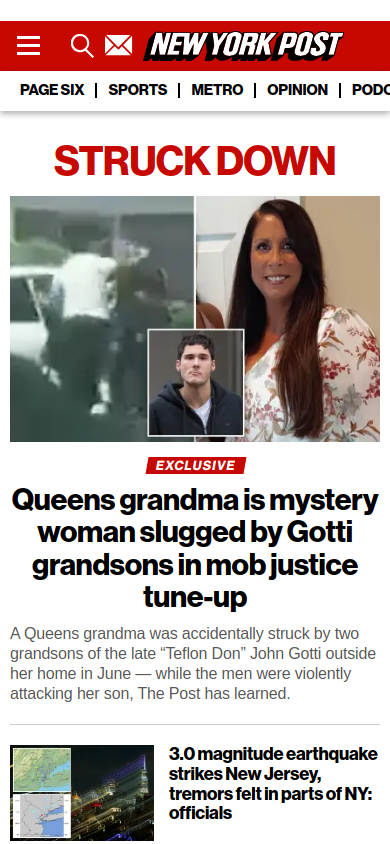 NEW YORK POST
PAGE SIX | SPORTS | METRO | OPINION | PODC
STRUCK DOWN
EXCLUSIVE
Queens grandma is mystery
woman slugged by Gotti
grandsons in mob justice
tune-up
A Queens grandma was accidentally struck by two
grandsons of the late “Teflon Don” John Gotti outside
her home in June — while the men were violently
attacking her son, The Post has learned.
3.0 magnitude earthquake
strikes New Jersey,
tremors felt in parts of NY:
officials